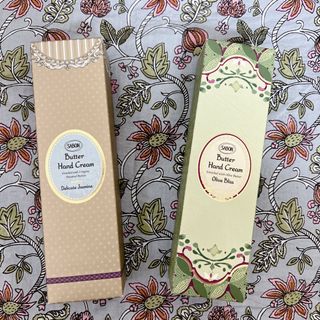 SABON
Butter
Hand Cream
Delicate Jasmine
SABON
Butter
Hand Cream
Olive Bliss